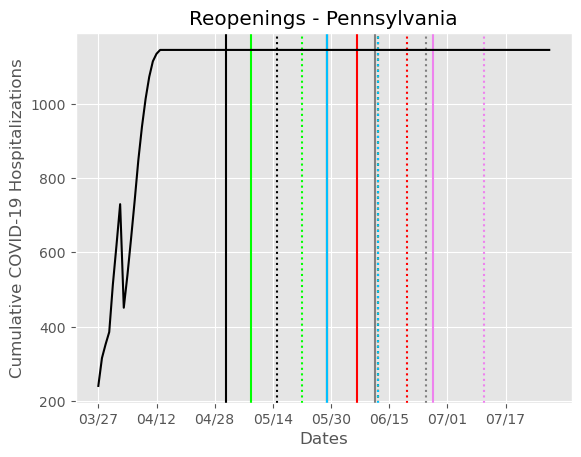 Reopenings - Pennsylvania
Cumulative COVID-19 Hospitalizations
1000
800
600
400
200
03/27 04/12 04/28 05/14 05/30 06/15 07/01 07/17
Dates